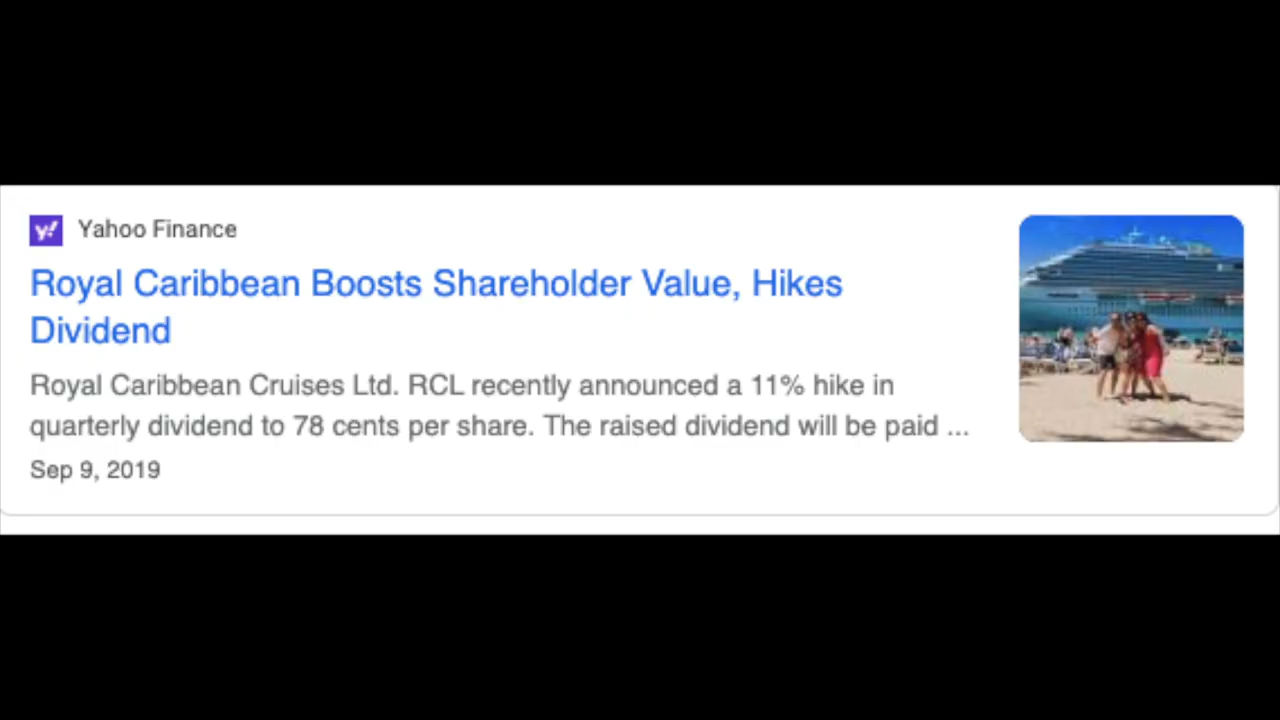 y!
Yahoo Finance
Royal Caribbean Boosts Shareholder Value, Hikes
Dividend
Royal Caribbean Cruises Ltd. RCL recently announced a 11% hike in
quarterly dividend to 78 cents per share. The raised dividend will be paid ...
Sep 9, 2019